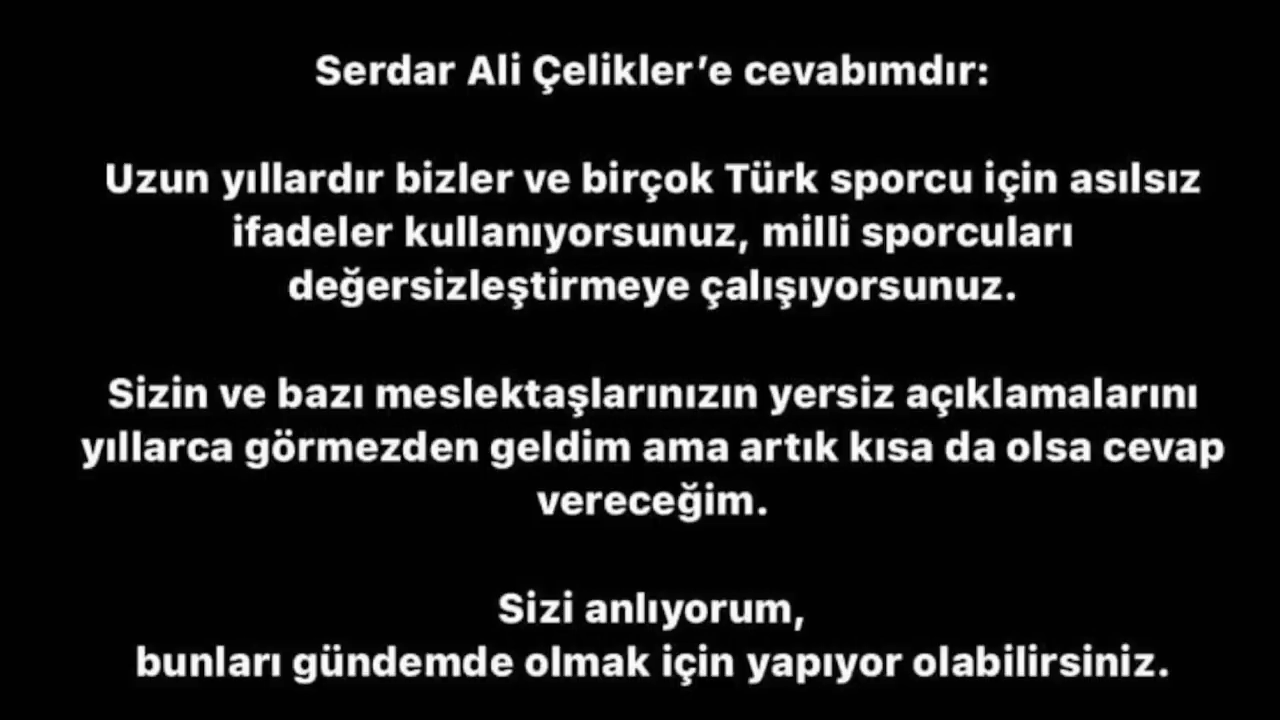 Serdar Ali Çelikler’e cevabımdır:
Uzun yıllardır bizler ve birçok Türk sporcu için asılsız
ifadeler kullanıyorsunuz, milli sporcuları
değersizleştirmeye çalışıyorsunuz.
Sizin ve bazı meslektaşlarınızın yersiz açıklamalarını
yıllarca görmezden geldim ama artık kısa da olsa cevap
vereceğim.
Sizi anlıyorum,
bunları gündemde olmak için yapıyor olabilirsiniz.